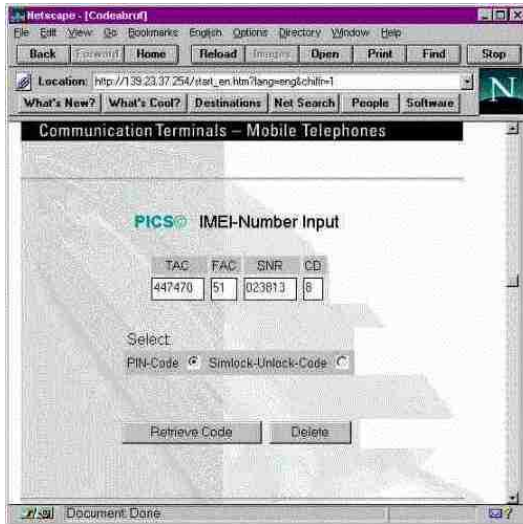 Netscape - [Codeabruf]
File Edit View Go Bookmarks English Options Directory Window Help
Back Forward Home Reload Images Open Print Find Stop
Location: http://139.23.37.254/start_en.htm?lang=eng&chifr=1
What's New? What's Cool? Destinations Net Search People Software
N
Communication Terminals – Mobile Telephones
PICS© IMEI-Number Input
TAC FAC SNR CD
447470 51 023813 8
Select:
PIN-Code Simlock-Unlock-Code
Retrieve Code Delete
Document: Done